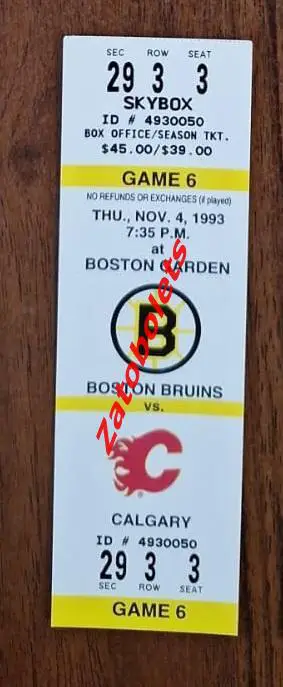 SEC ROW SEAT
29 3 3
SKYBOX
ID # 4930050
BOX OFFICE/SEASON TKT.
$45.00/$39.00
GAME 6
NO REFUNDS OR EXCHANGES (if played)
THU., NOV. 4, 1993
7:35 P.M.
at
BOSTON GARDEN
B
BOSTON BRUINS
vs.
C
CALGARY
ID # 4930050
29 3 3
SEC ROW SEAT
GAME 6
Zatobolets